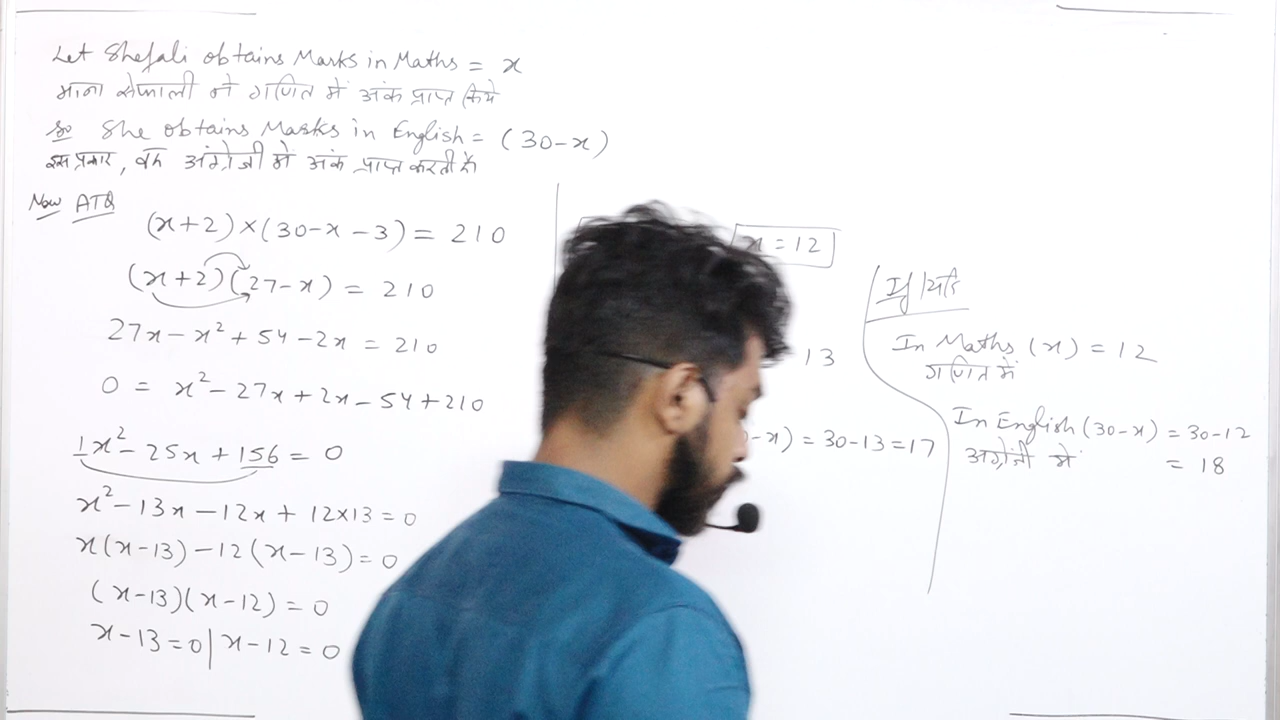 Let Shefali obtains Marks in Maths = x
माना सेफाली ने गणित में अंक प्राप्त किये
So She obtains Marks in English = (30-x)
इस प्रकार, वह अंग्रेजी में अंक प्राप्त करती है
Now ATQ
(x+2)×(30-x-3) = 210
(x+2)(27-x) = 210
27x - x² + 54 - 2x = 210
0 = x² - 27x + 2x - 54 + 210
1x² - 25x + 156 = 0
x² - 13x - 12x + 12×13 = 0
x(x-13) - 12(x-13) = 0
(x-13)(x-12) = 0
x-13=0 | x-12=0
x = 12
13
-x) = 30-13=17
If/यदि
In Maths (x) = 12
गणित में
In English (30-x) = 30-12
अंग्रेजी में = 18